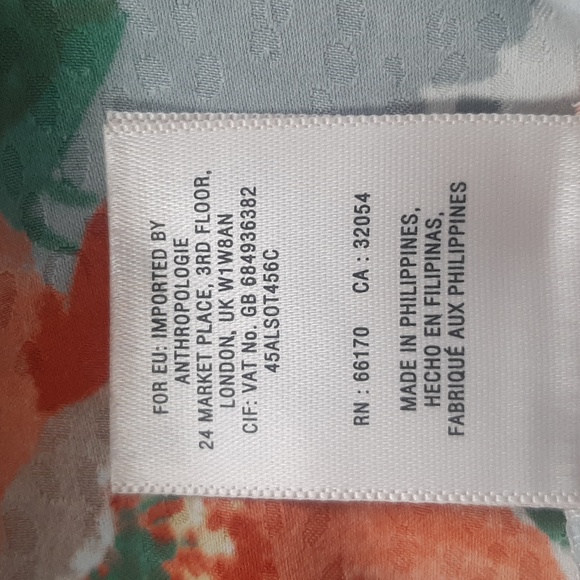 FOR EU: IMPORTED BY
ANTHROPOLOGIE
24 MARKET PLACE, 3RD FLOOR,
LONDON, UK W1W8AN
CIF: VAT No. GB 684936382
45ALSOT456C
RN : 66170 CA : 32054
MADE IN PHILIPPINES,
HECHO EN FILIPINAS,
FABRIQUÉ AUX PHILIPPINES